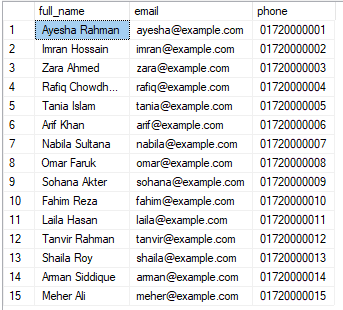 full_name email phone
1 Ayesha Rahman ayesha@example.com 01720000001
2 Imran Hossain imran@example.com 01720000002
3 Zara Ahmed zara@example.com 01720000003
4 Rafiq Chowdh... rafiq@example.com 01720000004
5 Tania Islam tania@example.com 01720000005
6 Arif Khan arif@example.com 01720000006
7 Nabila Sultana nabila@example.com 01720000007
8 Omar Faruk omar@example.com 01720000008
9 Sohana Akter sohana@example.com 01720000009
10 Fahim Reza fahim@example.com 01720000010
11 Laila Hasan laila@example.com 01720000011
12 Tanvir Rahman tanvir@example.com 01720000012
13 Shaila Roy shaila@example.com 01720000013
14 Aman Siddique arman@example.com 01720000014
15 Meher Ali meher@example.com 01720000015